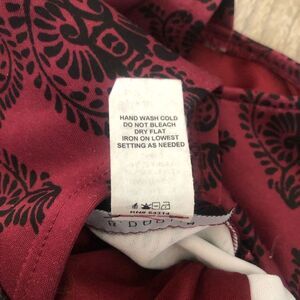 HAND WASH COLD
DO NOT BLEACH
DRY FLAT
IRON ON LOWEST
SETTING AS NEEDED